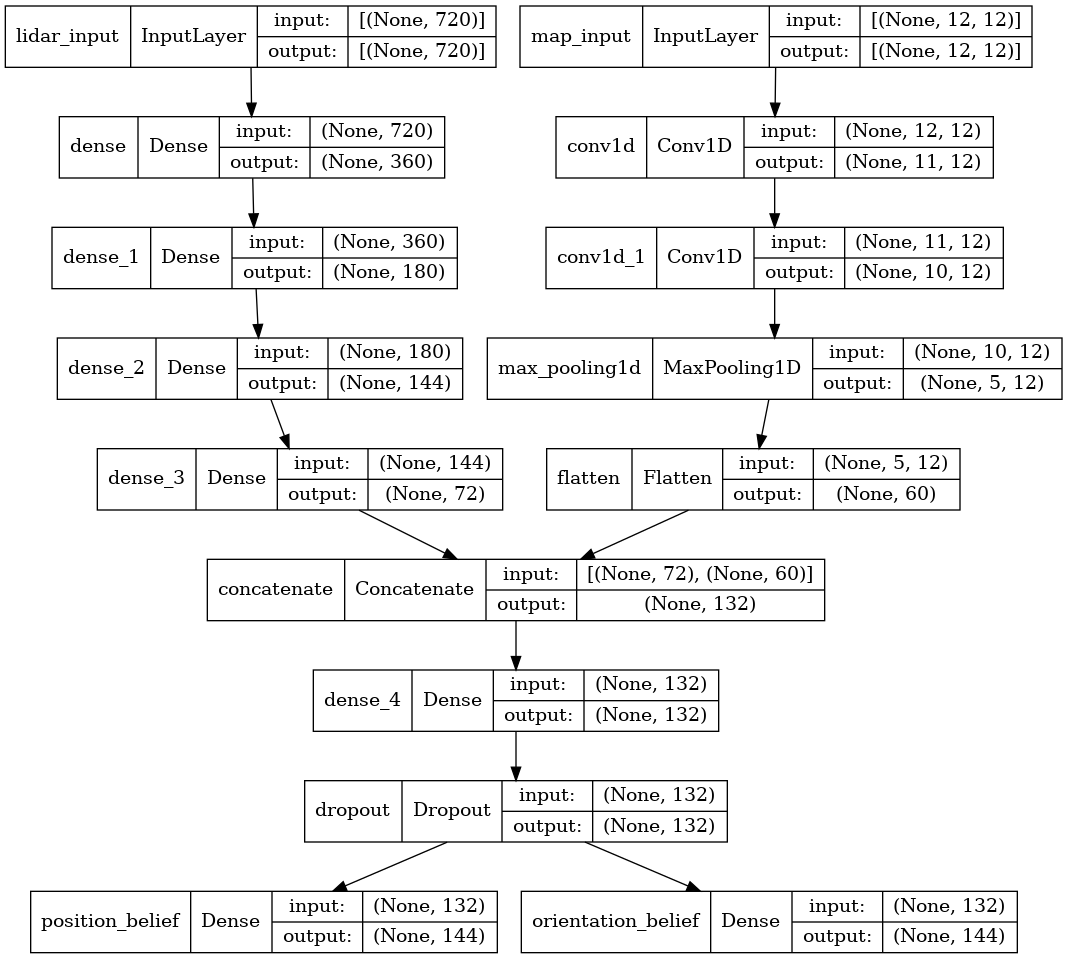 lidar_input InputLayer input: [(None, 720)]
output: [(None, 720)]
map_input InputLayer input: [(None, 12, 12)]
output: [(None, 12, 12)]
dense Dense input: (None, 720)
output: (None, 360)
conv1d Conv1D input: (None, 12, 12)
output: (None, 11, 12)
dense_1 Dense input: (None, 360)
output: (None, 180)
conv1d_1 Conv1D input: (None, 11, 12)
output: (None, 10, 12)
dense_2 Dense input: (None, 180)
output: (None, 144)
max_pooling1d MaxPooling1D input: (None, 10, 12)
output: (None, 5, 12)
dense_3 Dense input: (None, 144)
output: (None, 72)
flatten Flatten input: (None, 5, 12)
output: (None, 60)
concatenate Concatenate input: [(None, 72), (None, 60)]
output: (None, 132)
dense_4 Dense input: (None, 132)
output: (None, 132)
dropout Dropout input: (None, 132)
output: (None, 132)
position_belief Dense input: (None, 132)
output: (None, 144)
orientation_belief Dense input: (None, 132)
output: (None, 144)